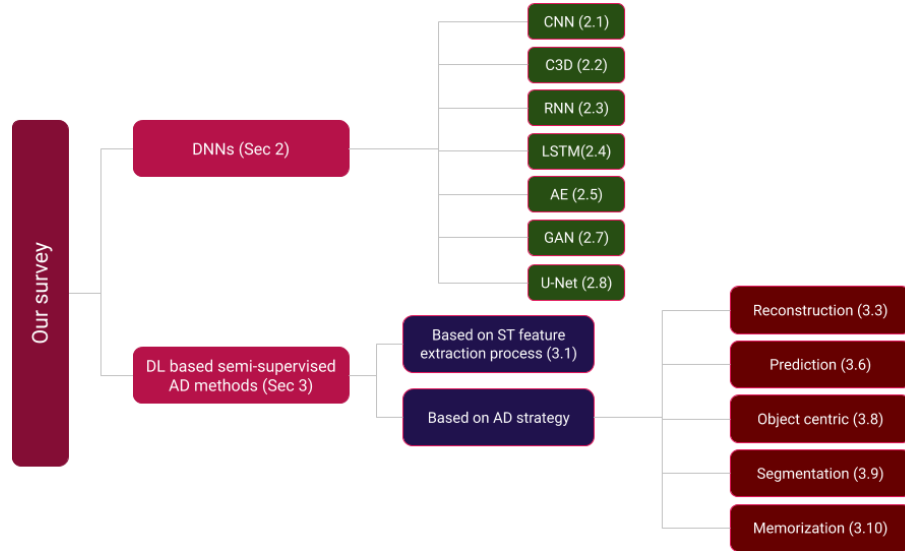 Our survey
DNNs (Sec 2)
CNN (2.1)
C3D (2.2)
RNN (2.3)
LSTM(2.4)
AE (2.5)
GAN (2.7)
U-Net (2.8)
DL based semi-supervised
AD methods (Sec 3)
Based on ST feature
extraction process (3.1)
Based on AD strategy
Reconstruction (3.3)
Prediction (3.6)
Object centric (3.8)
Segmentation (3.9)
Memorization (3.10)